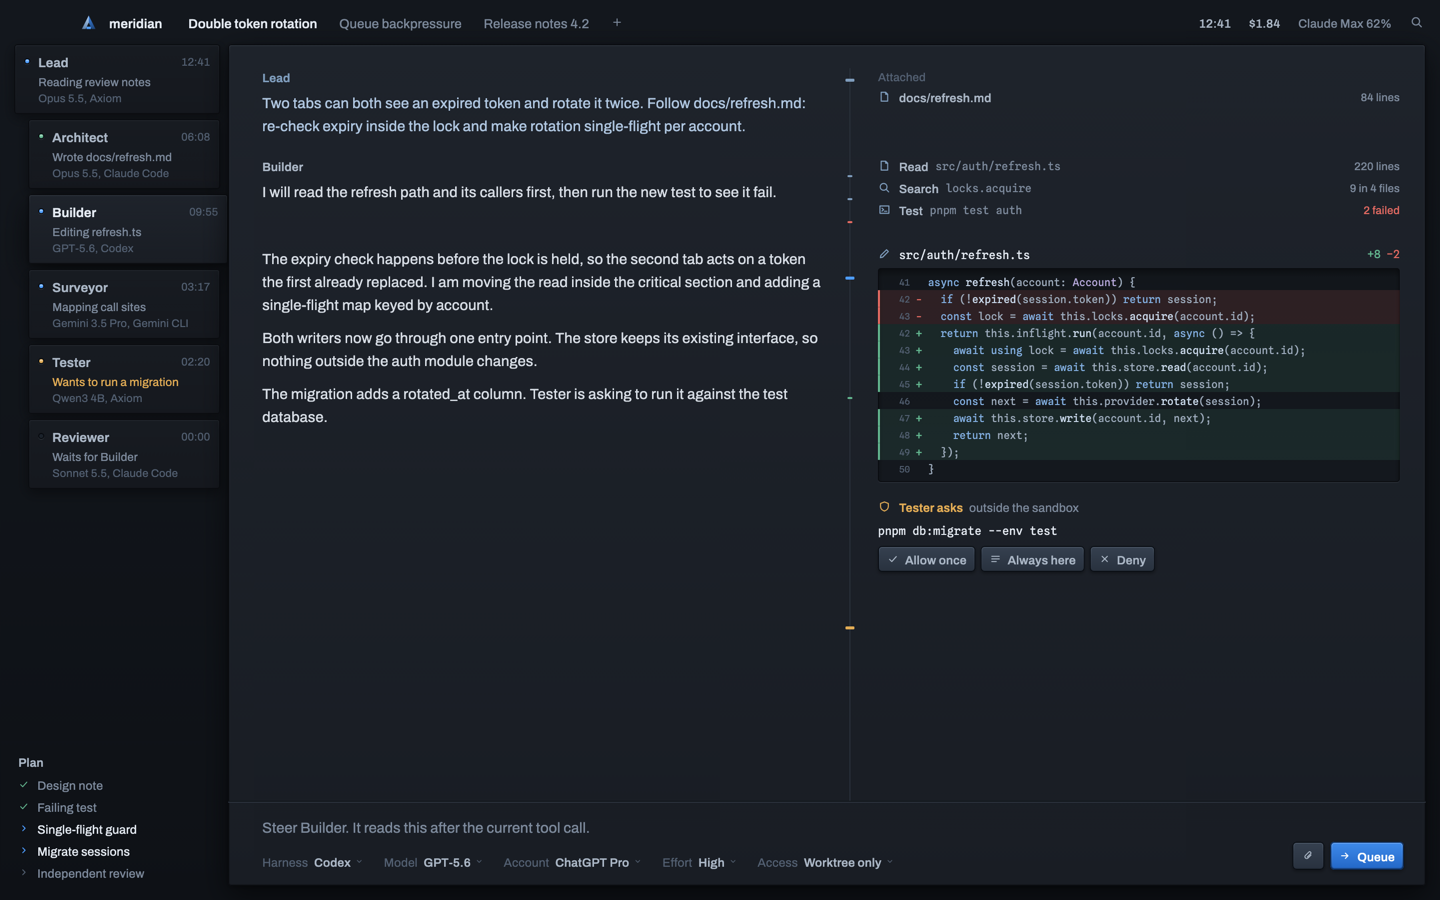 meridian Double token rotation Queue backpressure Release notes 4.2 + 12:41 $1.84 Claude Max 62%
Lead 12:41
Reading review notes
Opus 5.5, Axiom
Architect 06:08
Wrote docs/refresh.md
Opus 5.5, Claude Code
Builder 09:55
Editing refresh.ts
GPT-5.6, Codex
Surveyor 03:17
Mapping call sites
Gemini 3.5 Pro, Gemini CLI
Tester 02:20
Wants to run a migration
Qwen3 4B, Axiom
Reviewer 00:00
Waits for Builder
Sonnet 5.5, Claude Code
Plan
Design note
Failing test
Single-flight guard
Migrate sessions
Independent review
Lead
Two tabs can both see an expired token and rotate it twice. Follow docs/refresh.md:
re-check expiry inside the lock and make rotation single-flight per account.
Builder
I will read the refresh path and its callers first, then run the new test to see it fail.
The expiry check happens before the lock is held, so the second tab acts on a token
the first already replaced. I am moving the read inside the critical section and adding a
single-flight map keyed by account.
Both writers now go through one entry point. The store keeps its existing interface, so
nothing outside the auth module changes.
The migration adds a rotated_at column. Tester is asking to run it against the test
database.
Attached
docs/refresh.md 84 lines
Read src/auth/refresh.ts 220 lines
Search locks.acquire 9 in 4 files
Test pnpm test auth 2 failed
src/auth/refresh.ts +8 −2
41 async refresh(account: Account) {
42 - if (!expired(session.token)) return session;
43 - const lock = await this.locks.acquire(account.id);
42 + return this.inflight.run(account.id, async () => {
43 + await using lock = await this.locks.acquire(account.id);
44 + const session = await this.store.read(account.id);
45 + if (!expired(session.token)) return session;
46 const next = await this.provider.rotate(session);
47 + await this.store.write(account.id, next);
48 + return next;
49 + });
50 }
Tester asks outside the sandbox
pnpm db:migrate --env test
Allow once Always here Deny
Steer Builder. It reads this after the current tool call.
Harness Codex Model GPT-5.6 Account ChatGPT Pro Effort High Access Worktree only
Queue